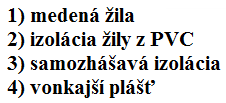 1) medená žila
2) izolácia žily z PVC
3) samozhášavá izolácia
4) vonkajší plášť